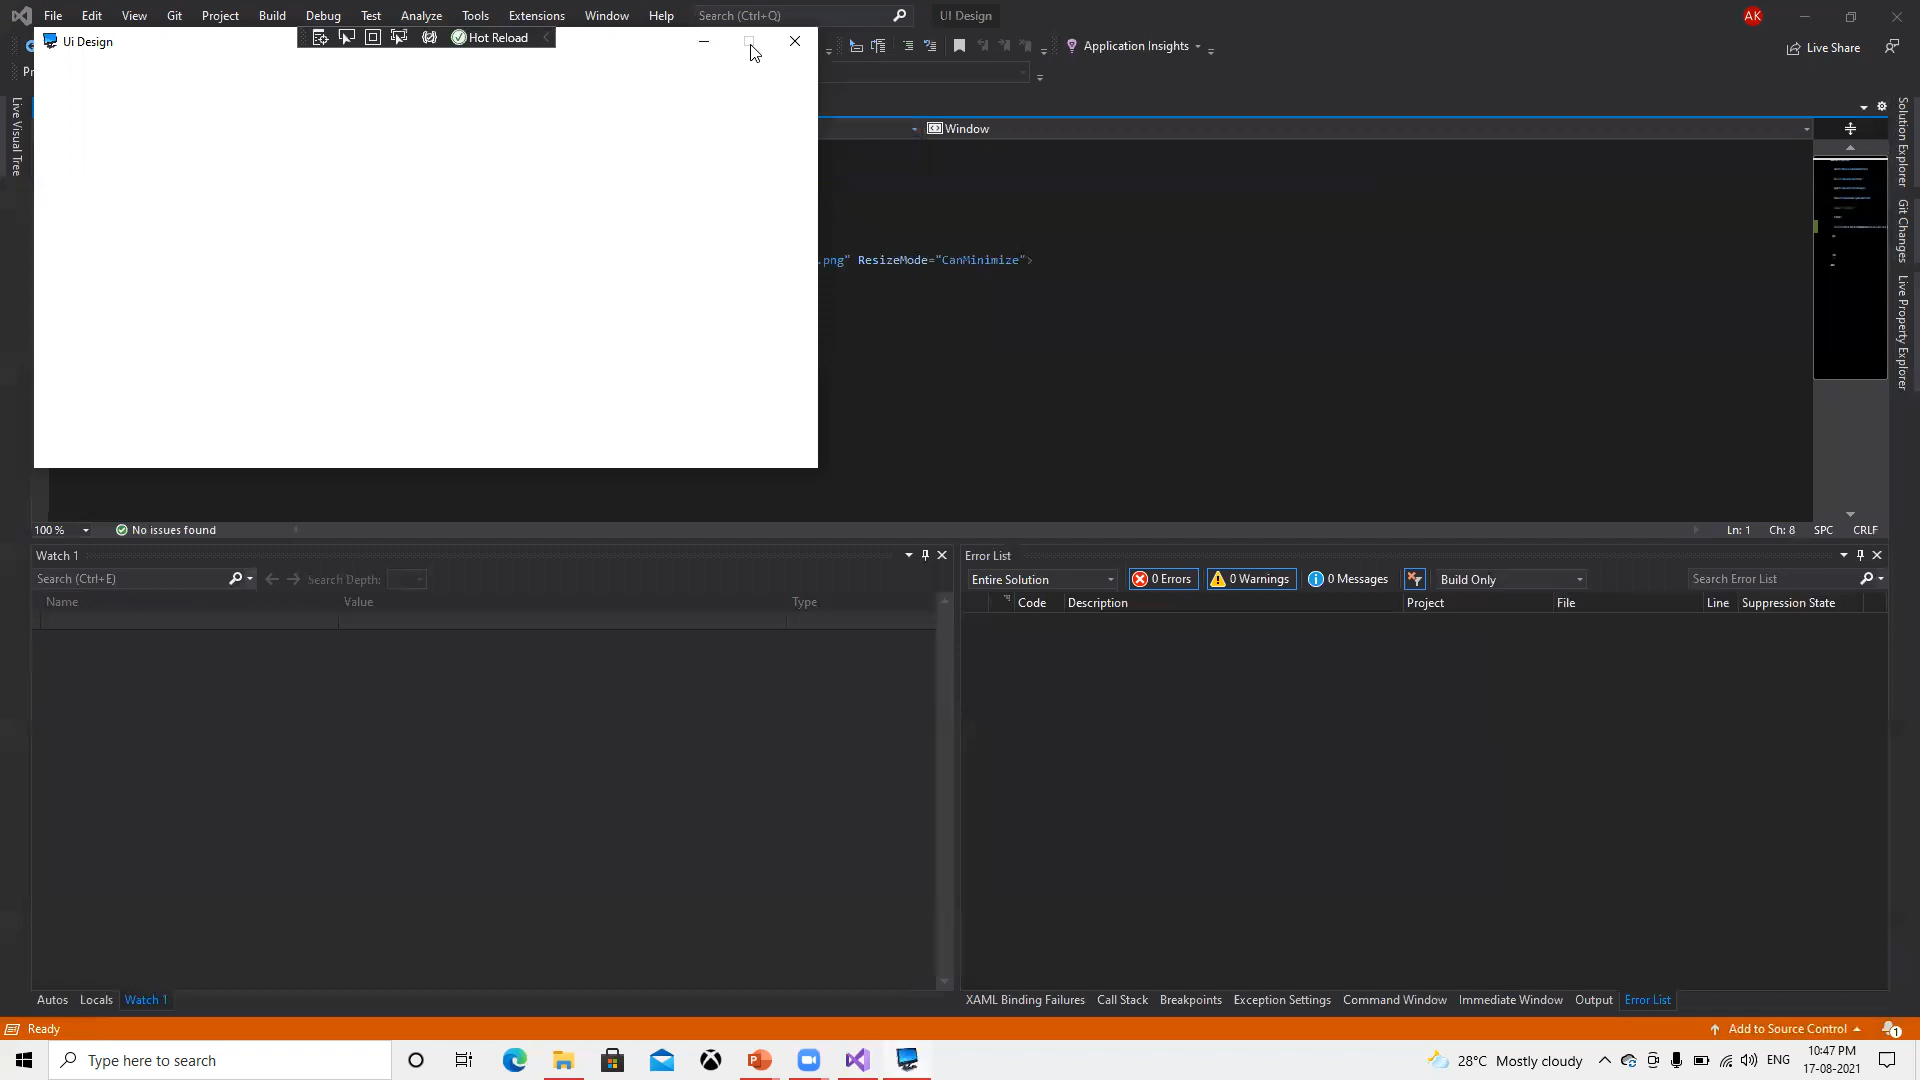 File Edit View Git Project Build Debug Test Analyze Tools Extensions Window Help Search (Ctrl+Q) UI Design AK
Ui Design Hot Reload
Application Insights Live Share
Live Visual Tree
Window
.png" ResizeMode="CanMinimize">
Solution Explorer
Git Changes
Live Property Explorer
100 % No issues found Ln: 1 Ch: 8 SPC CRLF
Watch 1
Search (Ctrl+E) Search Depth:
Name Value Type
Error List
Entire Solution 0 Errors 0 Warnings 0 Messages Build Only Search Error List
Code Description Project File Line Suppression State
Autos Locals Watch 1
XAML Binding Failures Call Stack Breakpoints Exception Settings Command Window Immediate Window Output Error List
Ready Add to Source Control 1
Type here to search 28°C Mostly cloudy ENG 10:47 PM
17-08-2021